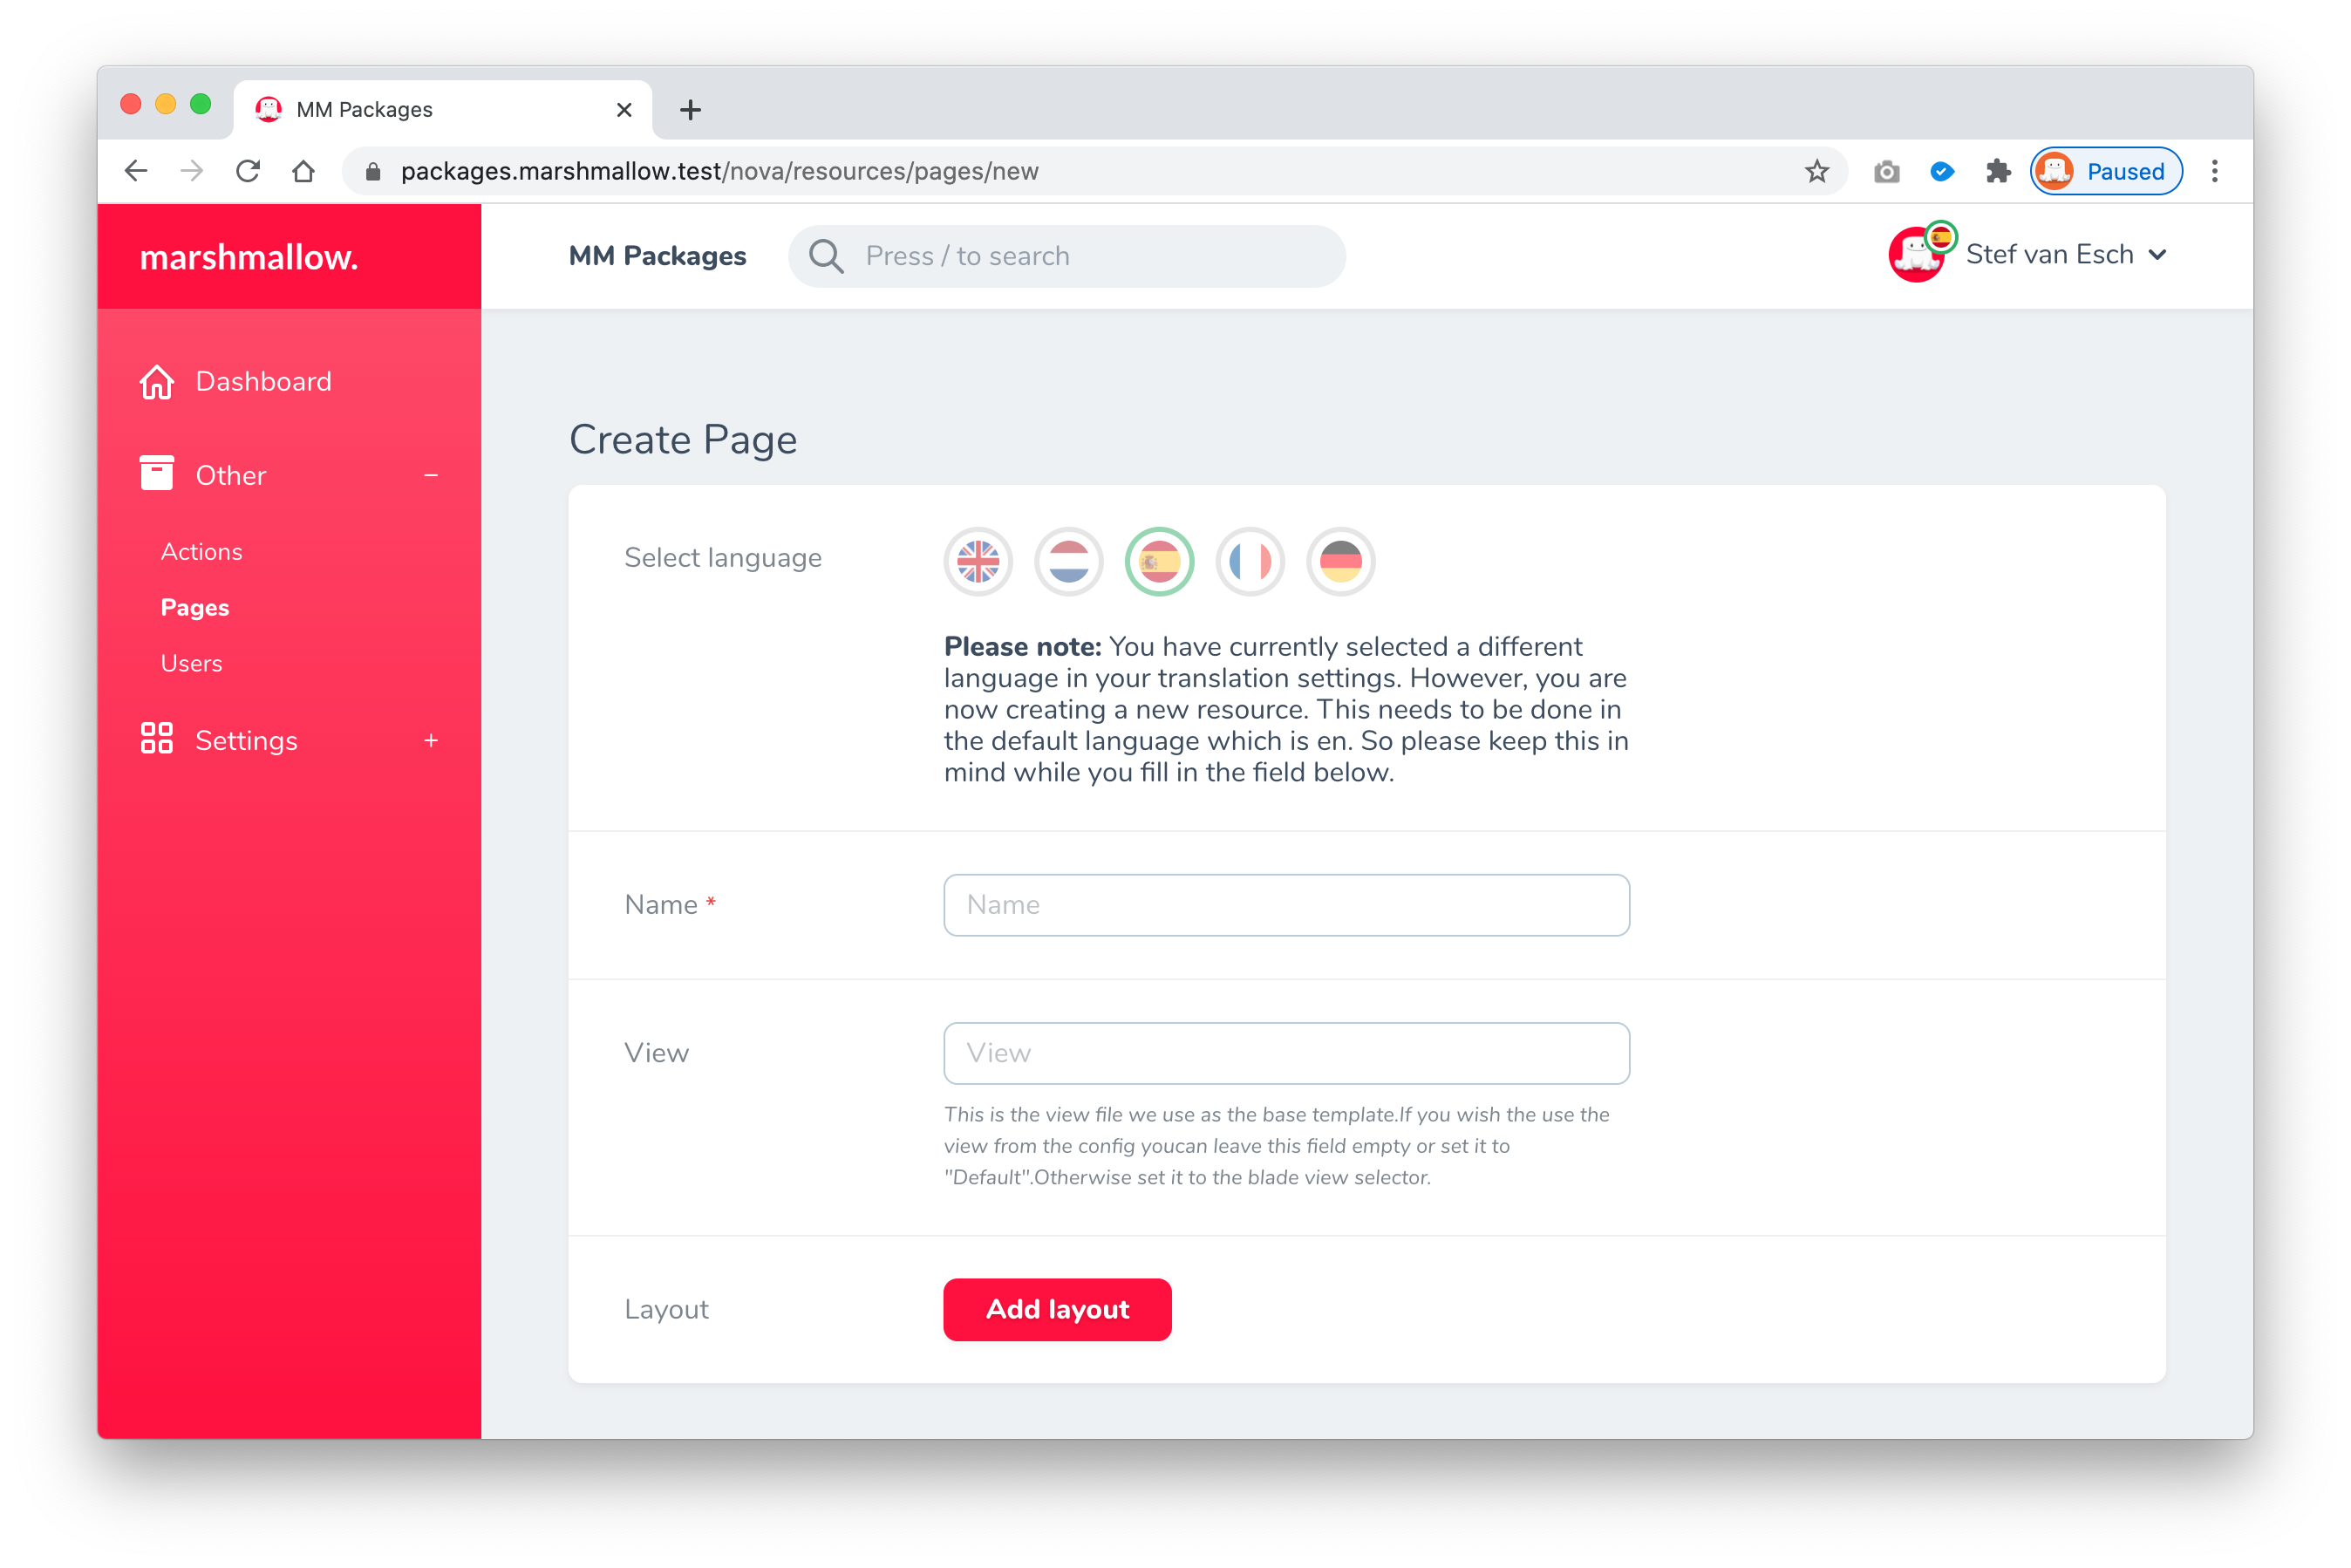 MM Packages
packages.marshmallow.test/nova/resources/pages/new
Paused
marshmallow.
MM Packages
Press / to search
Stef van Esch
Dashboard
Other
Actions
Pages
Users
Settings
Create Page
Select language
Please note: You have currently selected a different
language in your translation settings. However, you are
now creating a new resource. This needs to be done in
the default language which is en. So please keep this in
mind while you fill in the field below.
Name *
Name
View
View
This is the view file we use as the base template.If you wish the use the
view from the config youcan leave this field empty or set it to
"Default".Otherwise set it to the blade view selector.
Layout
Add layout